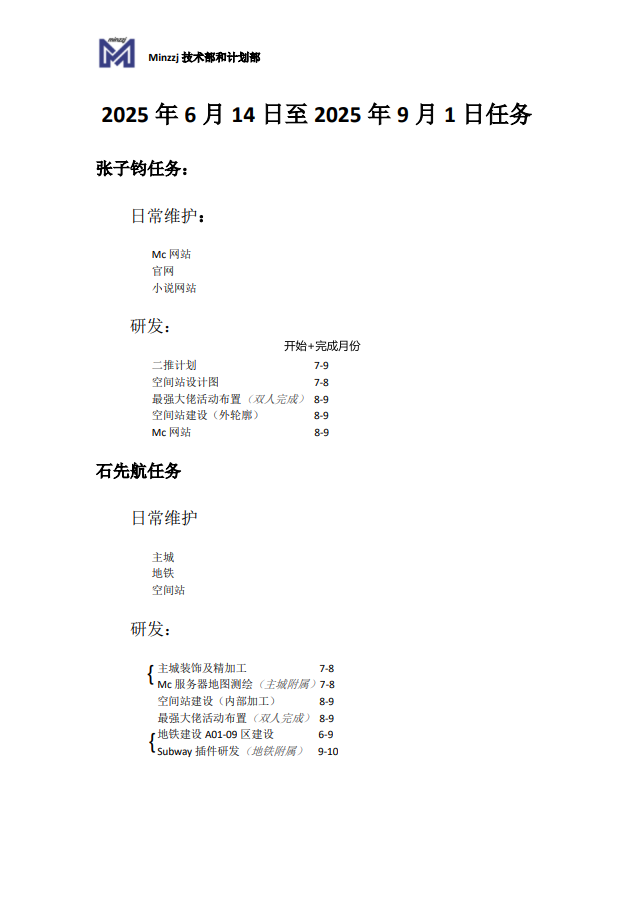 minzzj
Minzzj 技术部和计划部
2025 年 6 月 14 日至 2025 年 9 月 1 日任务
张子钧任务：
日常维护：
Mc 网站
官网
小说网站
研发：
开始+完成月份
二推计划 7-9
空间站设计图 7-8
最强大佬活动布置（双人完成） 8-9
空间站建设（外轮廓） 8-9
Mc 网站 8-9
石先航任务
日常维护
主城
地铁
空间站
研发：
主城装饰及精加工 7-8
Mc 服务器地图测绘（主城附属）7-8
空间站建设（内部加工） 8-9
最强大佬活动布置（双人完成） 8-9
地铁建设 A01-09 区建设 6-9
Subway 插件研发（地铁附属） 9-10